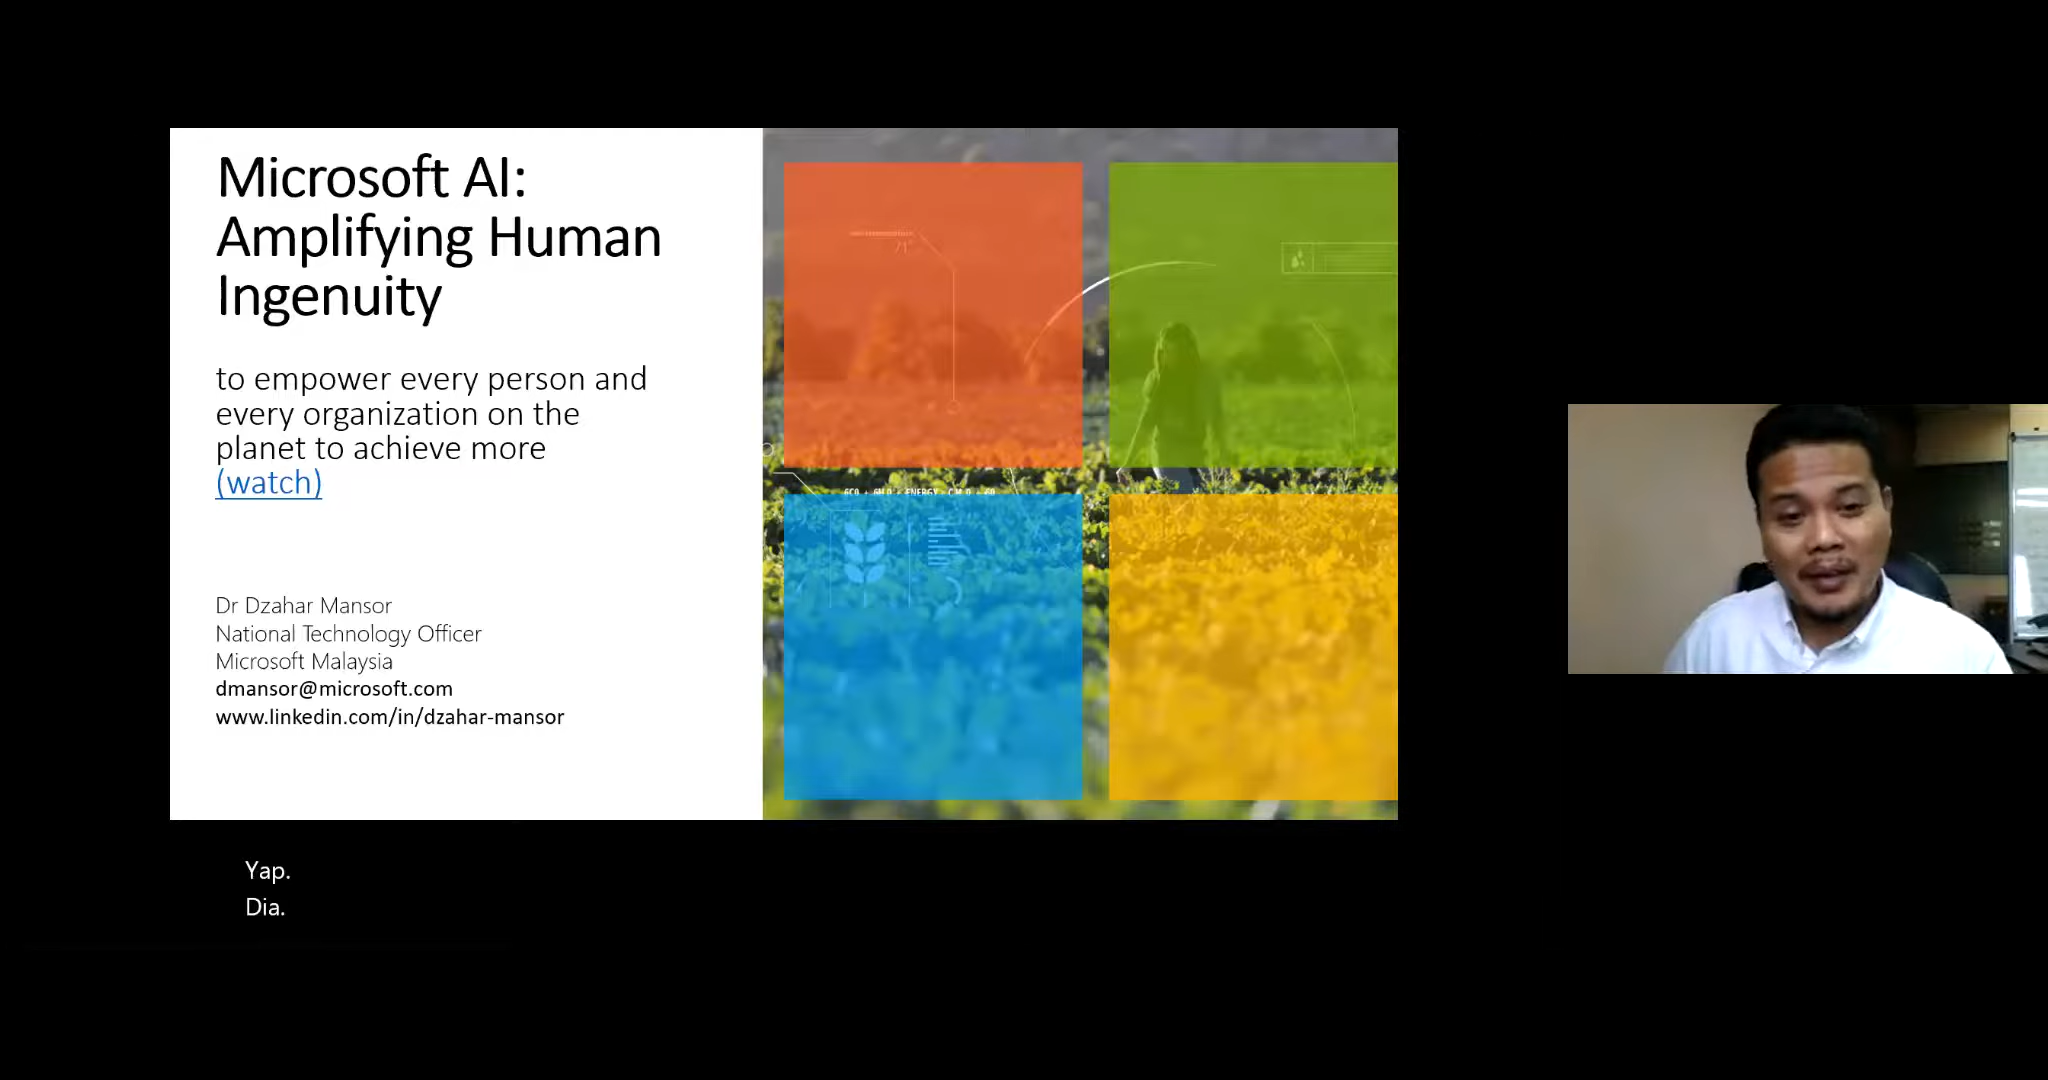 Microsoft AI:
Amplifying Human
Ingenuity
to empower every person and
every organization on the
planet to achieve more
(watch)
Dr Dzahar Mansor
National Technology Officer
Microsoft Malaysia
dmansor@microsoft.com
www.linkedin.com/in/dzahar-mansor
Yap.
Dia.